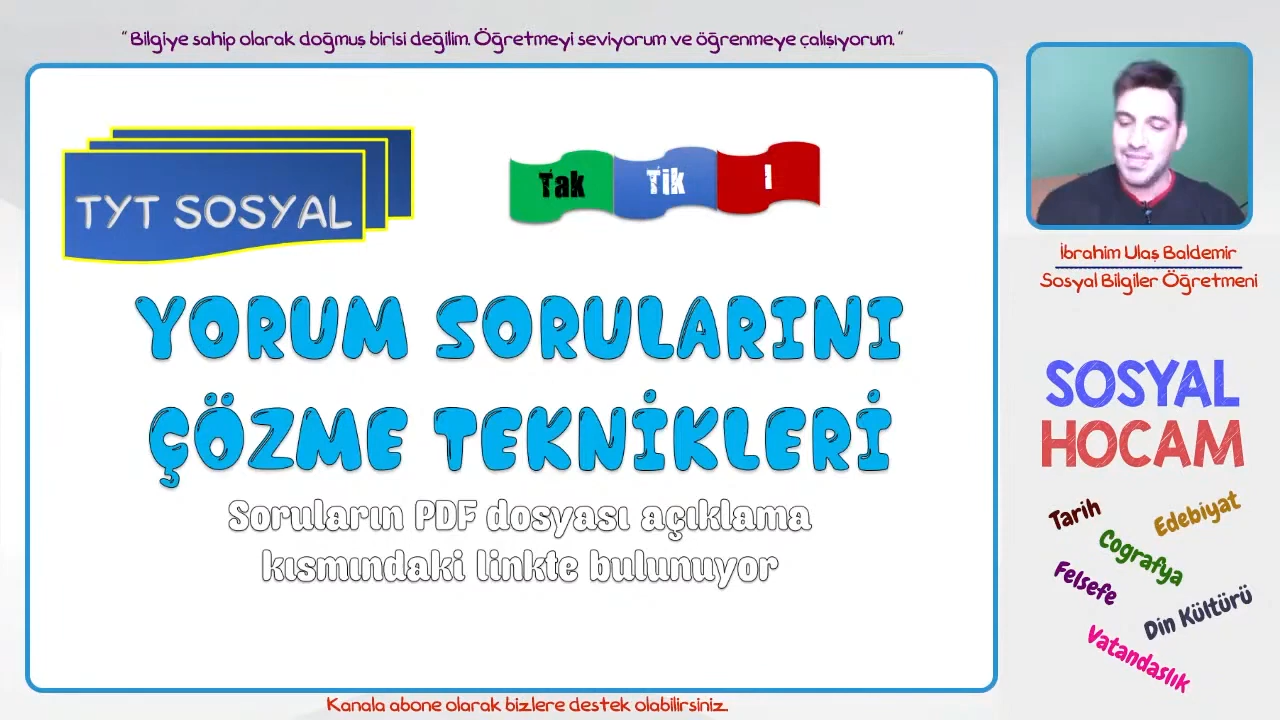 “Bilgiye sahip olarak doğmuş birisi değilim. Öğretmeyi seviyorum ve öğrenmeye çalışıyorum.”
TYT SOSYAL
Tak Tik 1
YORUM SORULARINI
ÇÖZME TEKNİKLERİ
Soruların PDF dosyası açıklama
kısmındaki linkte bulunuyor
Kanala abone olarak bizlere destek olabilirsiniz.
İbrahim Ulaş Baldemir
Sosyal Bilgiler Öğretmeni
SOSYAL
HOCAM
Tarih
Edebiyat
Coğrafya
Felsefe
Din Kültürü
Vatandaşlık